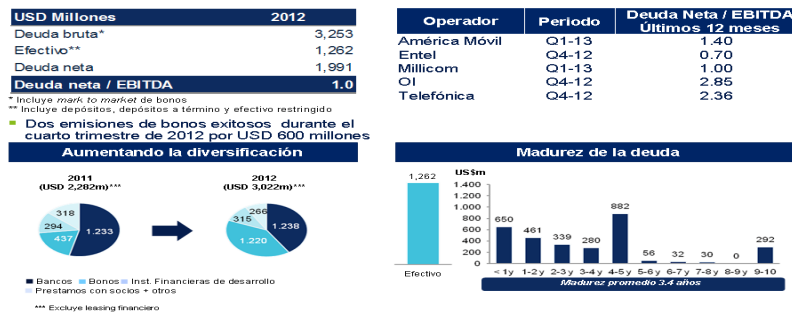 USD Millones 2012
Deuda bruta* 3,253
Efectivo** 1,262
Deuda neta 1,991
Deuda neta / EBITDA 1.0
* Incluye mark to market de bonos
** Incluye depósitos, depósitos a término y efectivo restringido
Dos emisiones de bonos exitosos durante el
cuarto trimestre de 2012 por USD 600 millones
Operador Periodo Deuda Neta / EBITDA
Últimos 12 meses
América Móvil Q1-13 1.40
Entel Q4-12 0.70
Millicom Q1-13 1.00
OI Q4-12 2.85
Telefónica Q4-12 2.36
Aumentando la diversificación
2011
(USD 2,282m)***
318
294
437
1.233
2012
(USD 3,022m)***
266
315
1.220
1.238
Bancos Bonos Inst. Financieras de desarrollo
Prestamos con socios + otros
*** Excluye leasing financiero
Madurez de la deuda
1,262
Efectivo
US$m
1.400
1.200
1.000
800
600
400
200
0
650 461 339 280 882 56 32 30 0 292
< 1y 1-2 y 2-3 y 3-4 y 4-5 y 5-6 y 6-7 y 7-8 y 8-9 y 9-10
Madurez promedio 3.4 años